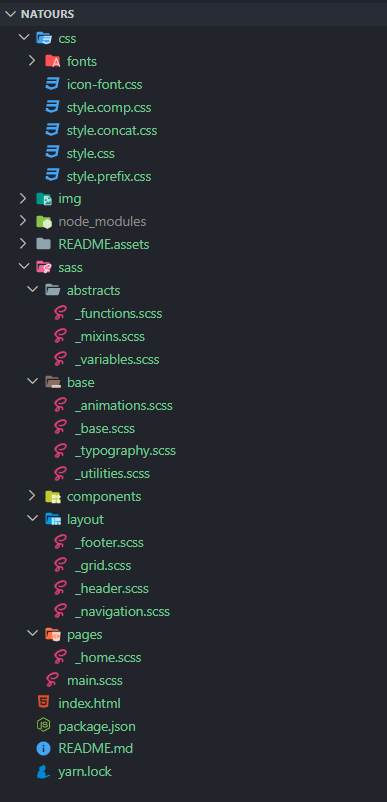 NATOURS
css
fonts
icon-font.css
style.comp.css
style.concat.css
style.css
style.prefix.css
img
node_modules
README.assets
sass
abstracts
_functions.scss
_mixins.scss
_variables.scss
base
_animations.scss
_base.scss
_typography.scss
_utilities.scss
components
layout
_footer.scss
_grid.scss
_header.scss
_navigation.scss
pages
_home.scss
main.scss
index.html
package.json
README.md
yarn.lock